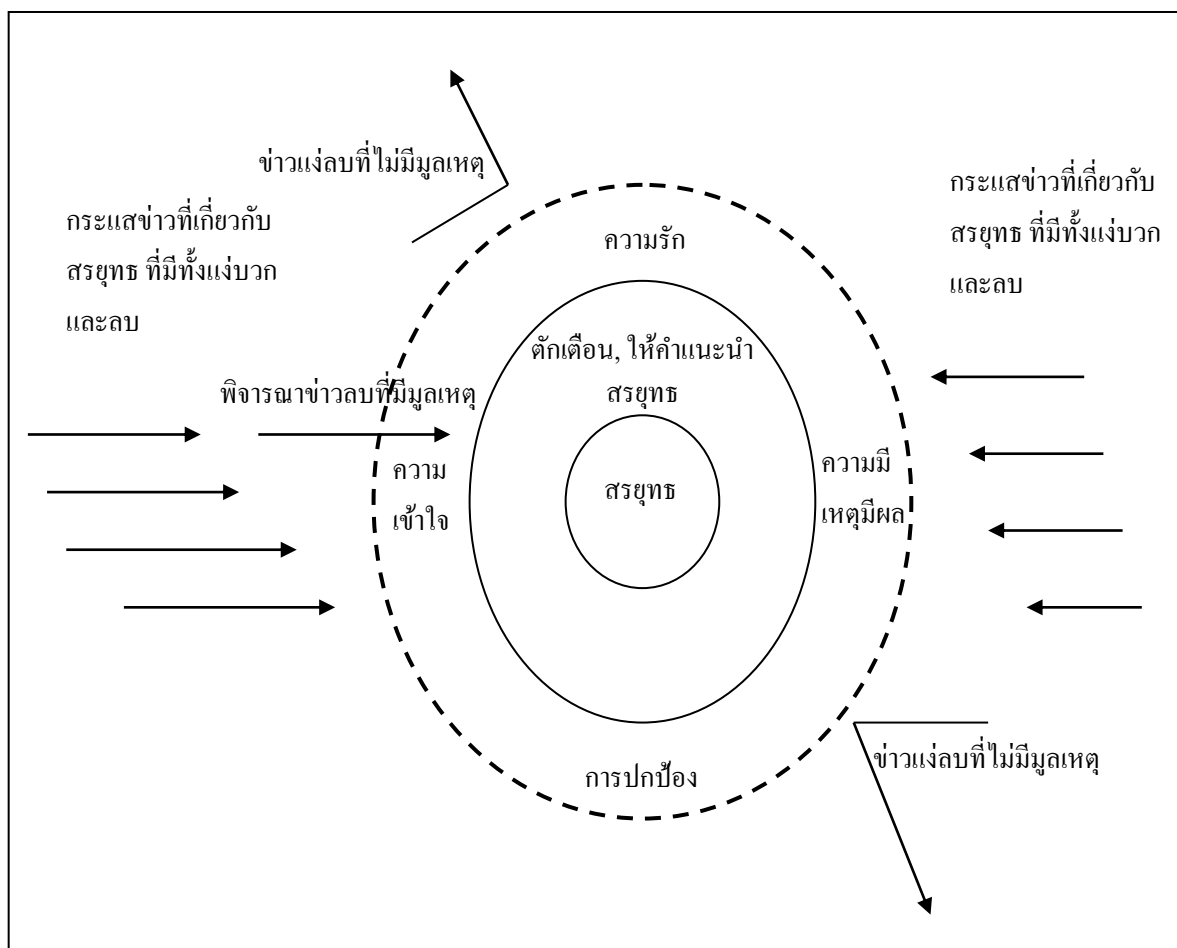 ข่าวแง่ลบที่ไม่มีมูลเหตุ
กระแสข่าวที่เกี่ยวกับ
สรยุทธ ที่มีทั้งแง่บวก
และลบ
กระแสข่าวที่เกี่ยวกับ
สรยุทธ ที่มีทั้งแง่บวก
และลบ
ความรัก
ตักเตือน, ให้คำแนะนำ
สรยุทธ
พิจารณาข่าวลบที่มีมูลเหตุ
ความ
เข้าใจ
สรยุทธ
ความมี
เหตุมีผล
ข่าวแง่ลบที่ไม่มีมูลเหตุ
การปกป้อง